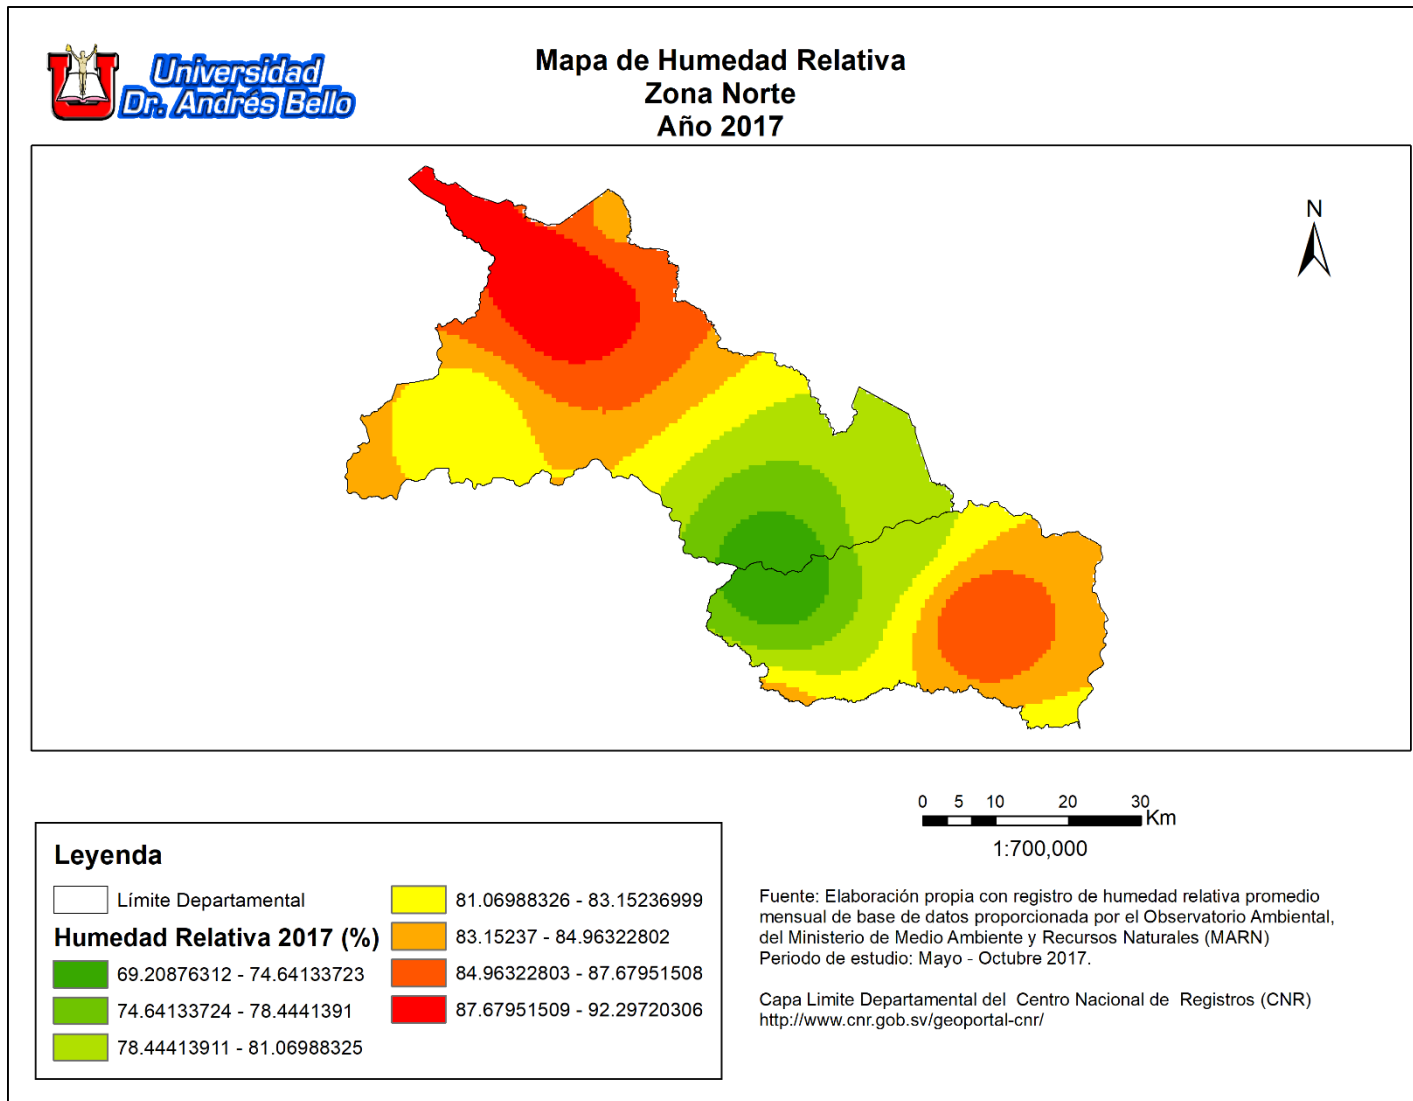 Universidad
Dr. Andrés Bello
Mapa de Humedad Relativa
Zona Norte
Año 2017
N
0 5 10 20 30
Km
1:700,000
Leyenda
Límite Departamental
Humedad Relativa 2017 (%)
69.20876312 - 74.64133723
74.64133724 - 78.4441391
78.44413911 - 81.06988325
81.06988326 - 83.15236999
83.15237 - 84.96322802
84.96322803 - 87.67951508
87.67951509 - 92.29720306
Fuente: Elaboración propia con registro de humedad relativa promedio
mensual de base de datos proporcionada por el Observatorio Ambiental,
del Ministerio de Medio Ambiente y Recursos Naturales (MARN)
Periodo de estudio: Mayo - Octubre 2017.
Capa Limite Departamental del Centro Nacional de Registros (CNR)
http://www.cnr.gob.sv/geoportal-cnr/